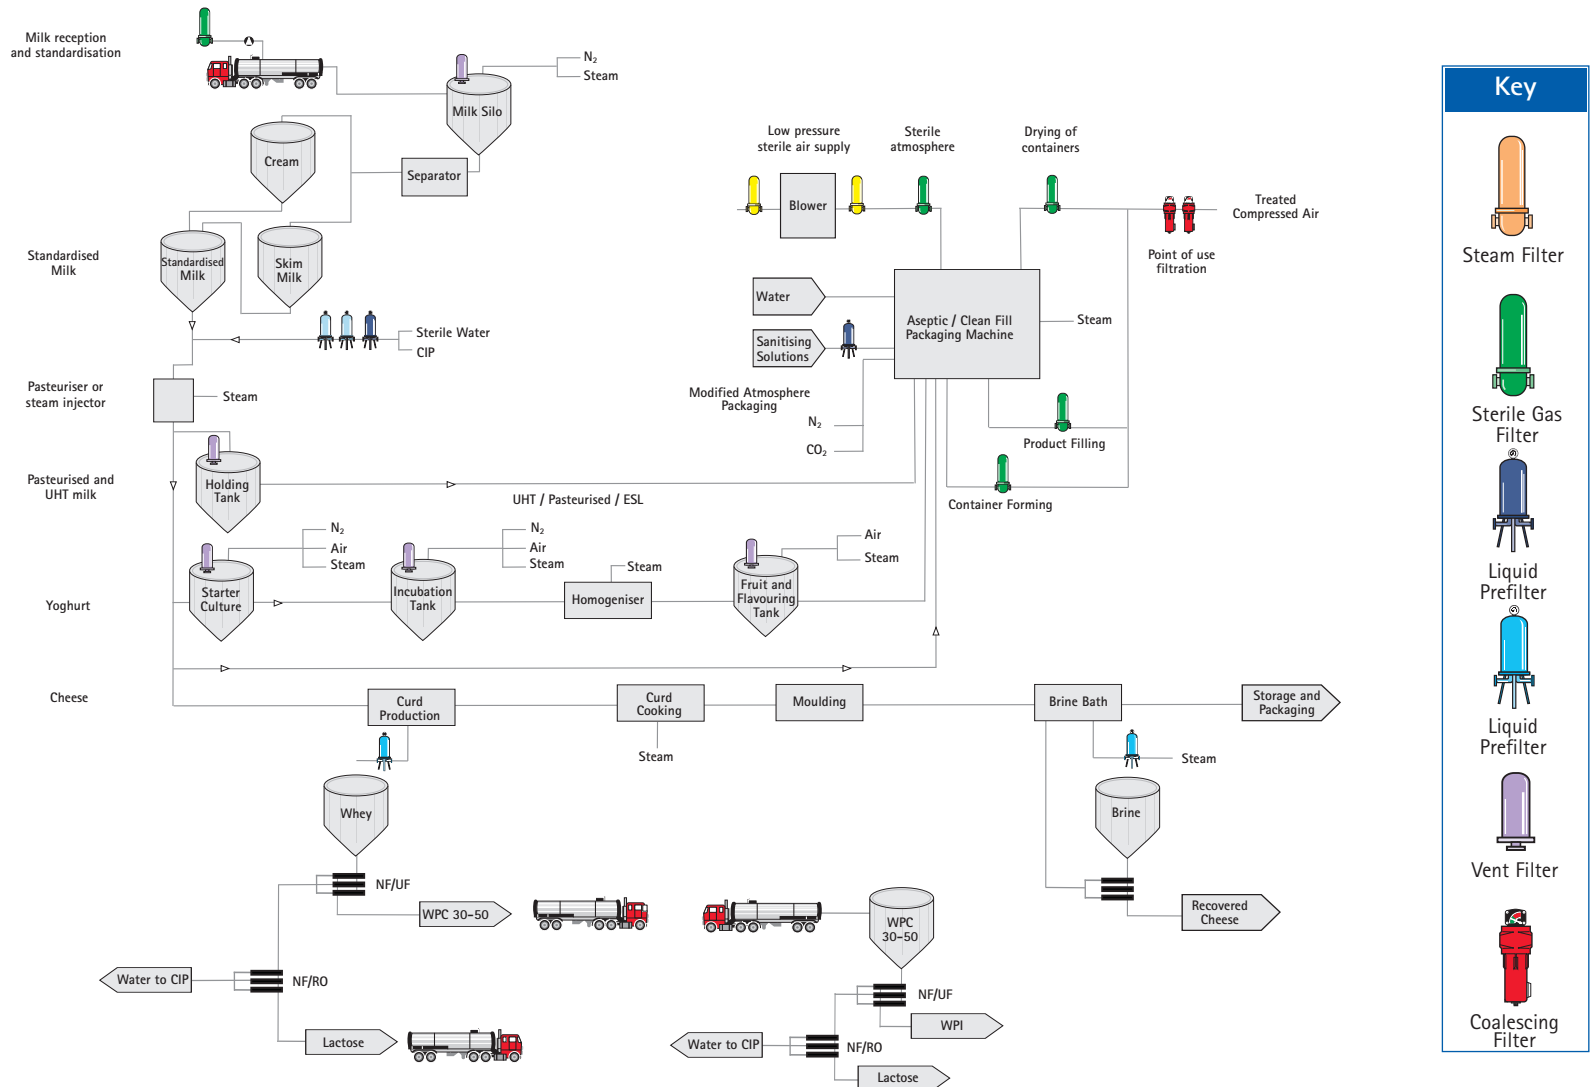 Milk reception
and standardisation
N₂
Steam
Milk Silo
Cream
Separator
Standardised
Milk
Standardised
Milk
Skim
Milk
Sterile Water
CIP
Pasteuriser or
steam injector
Steam
Low pressure
sterile air supply
Sterile
atmosphere
Drying of
containers
Blower
Treated
Compressed Air
Point of use
filtration
Water
Aseptic / Clean Fill
Packaging Machine
Steam
Sanitising
Solutions
Modified Atmosphere
Packaging
N₂
CO₂
Product Filling
Container Forming
Pasteurised and
UHT milk
Holding
Tank
UHT / Pasteurised / ESL
N₂
Air
Steam
N₂
Air
Steam
Air
Steam
Steam
Yoghurt
Starter
Culture
Incubation
Tank
Homogeniser
Fruit and
Flavouring
Tank
Cheese
Curd
Production
Curd
Cooking
Moulding
Brine Bath
Storage and
Packaging
Steam
Steam
Whey
Brine
NF/UF
WPC 30-50
WPC
30-50
Recovered
Cheese
Water to CIP
NF/RO
NF/UF
WPI
Lactose
Water to CIP
NF/RO
Lactose
Key
Steam Filter
Sterile Gas
Filter
Liquid
Prefilter
Liquid
Prefilter
Vent Filter
Coalescing
Filter